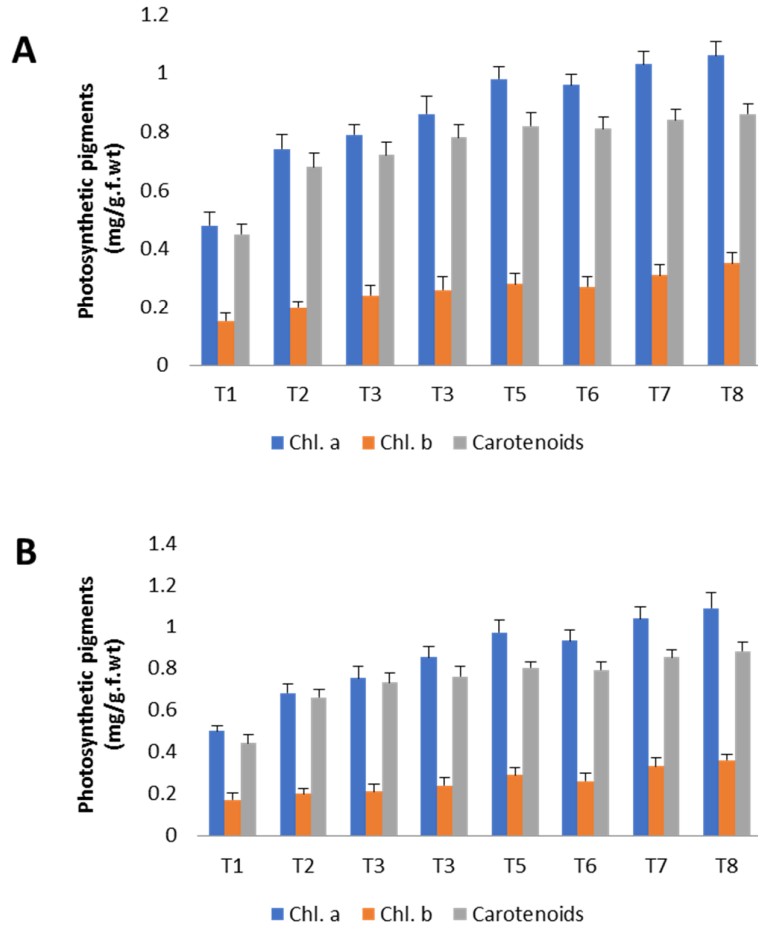 A
Photosynthetic pigments
(mg/g.f.wt)
1.2
1
0.8
0.6
0.4
0.2
0
T1 T2 T3 T3 T5 T6 T7 T8
Chl. a Chl. b Carotenoids
B
Photosynthetic pigments
(mg/g.f.wt)
1.4
1.2
1
0.8
0.6
0.4
0.2
0
T1 T2 T3 T3 T5 T6 T7 T8
Chl. a Chl. b Carotenoids